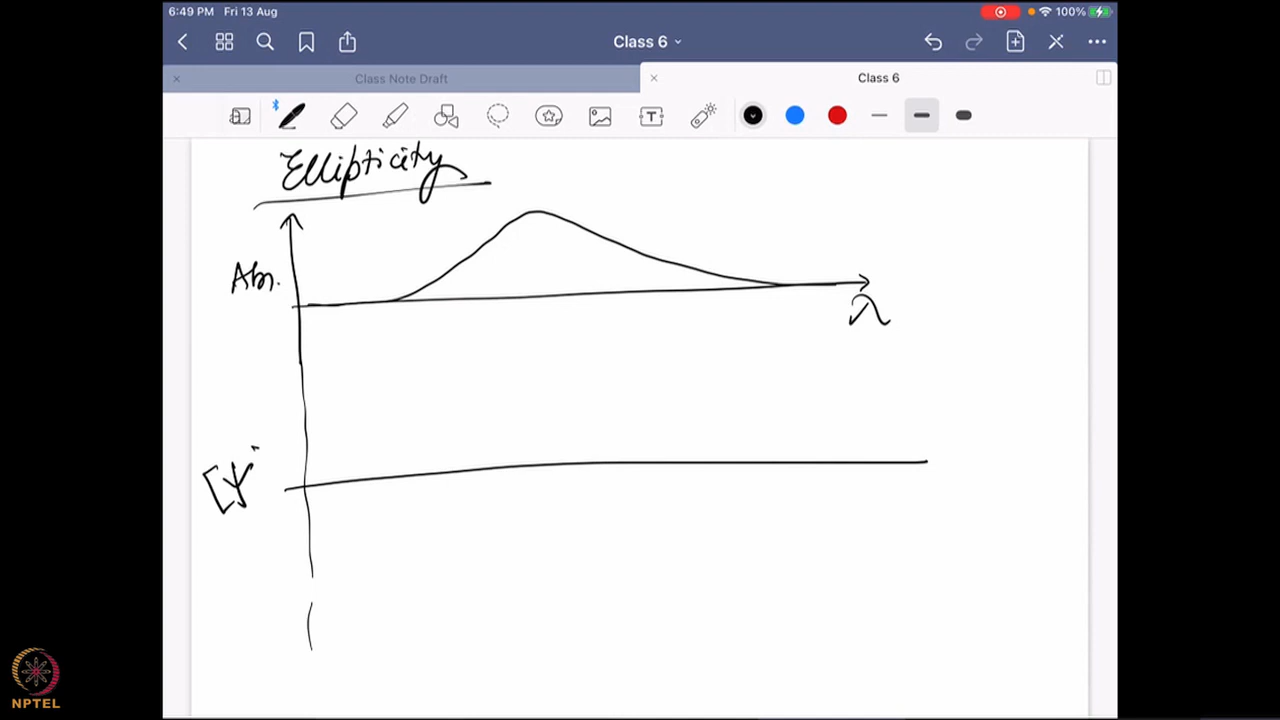 6:49 PM Fri 13 Aug
100%
Class 6
Class Note Draft
Class 6
T
Ellipticity
Abs.
λ
[ψ
NPTEL